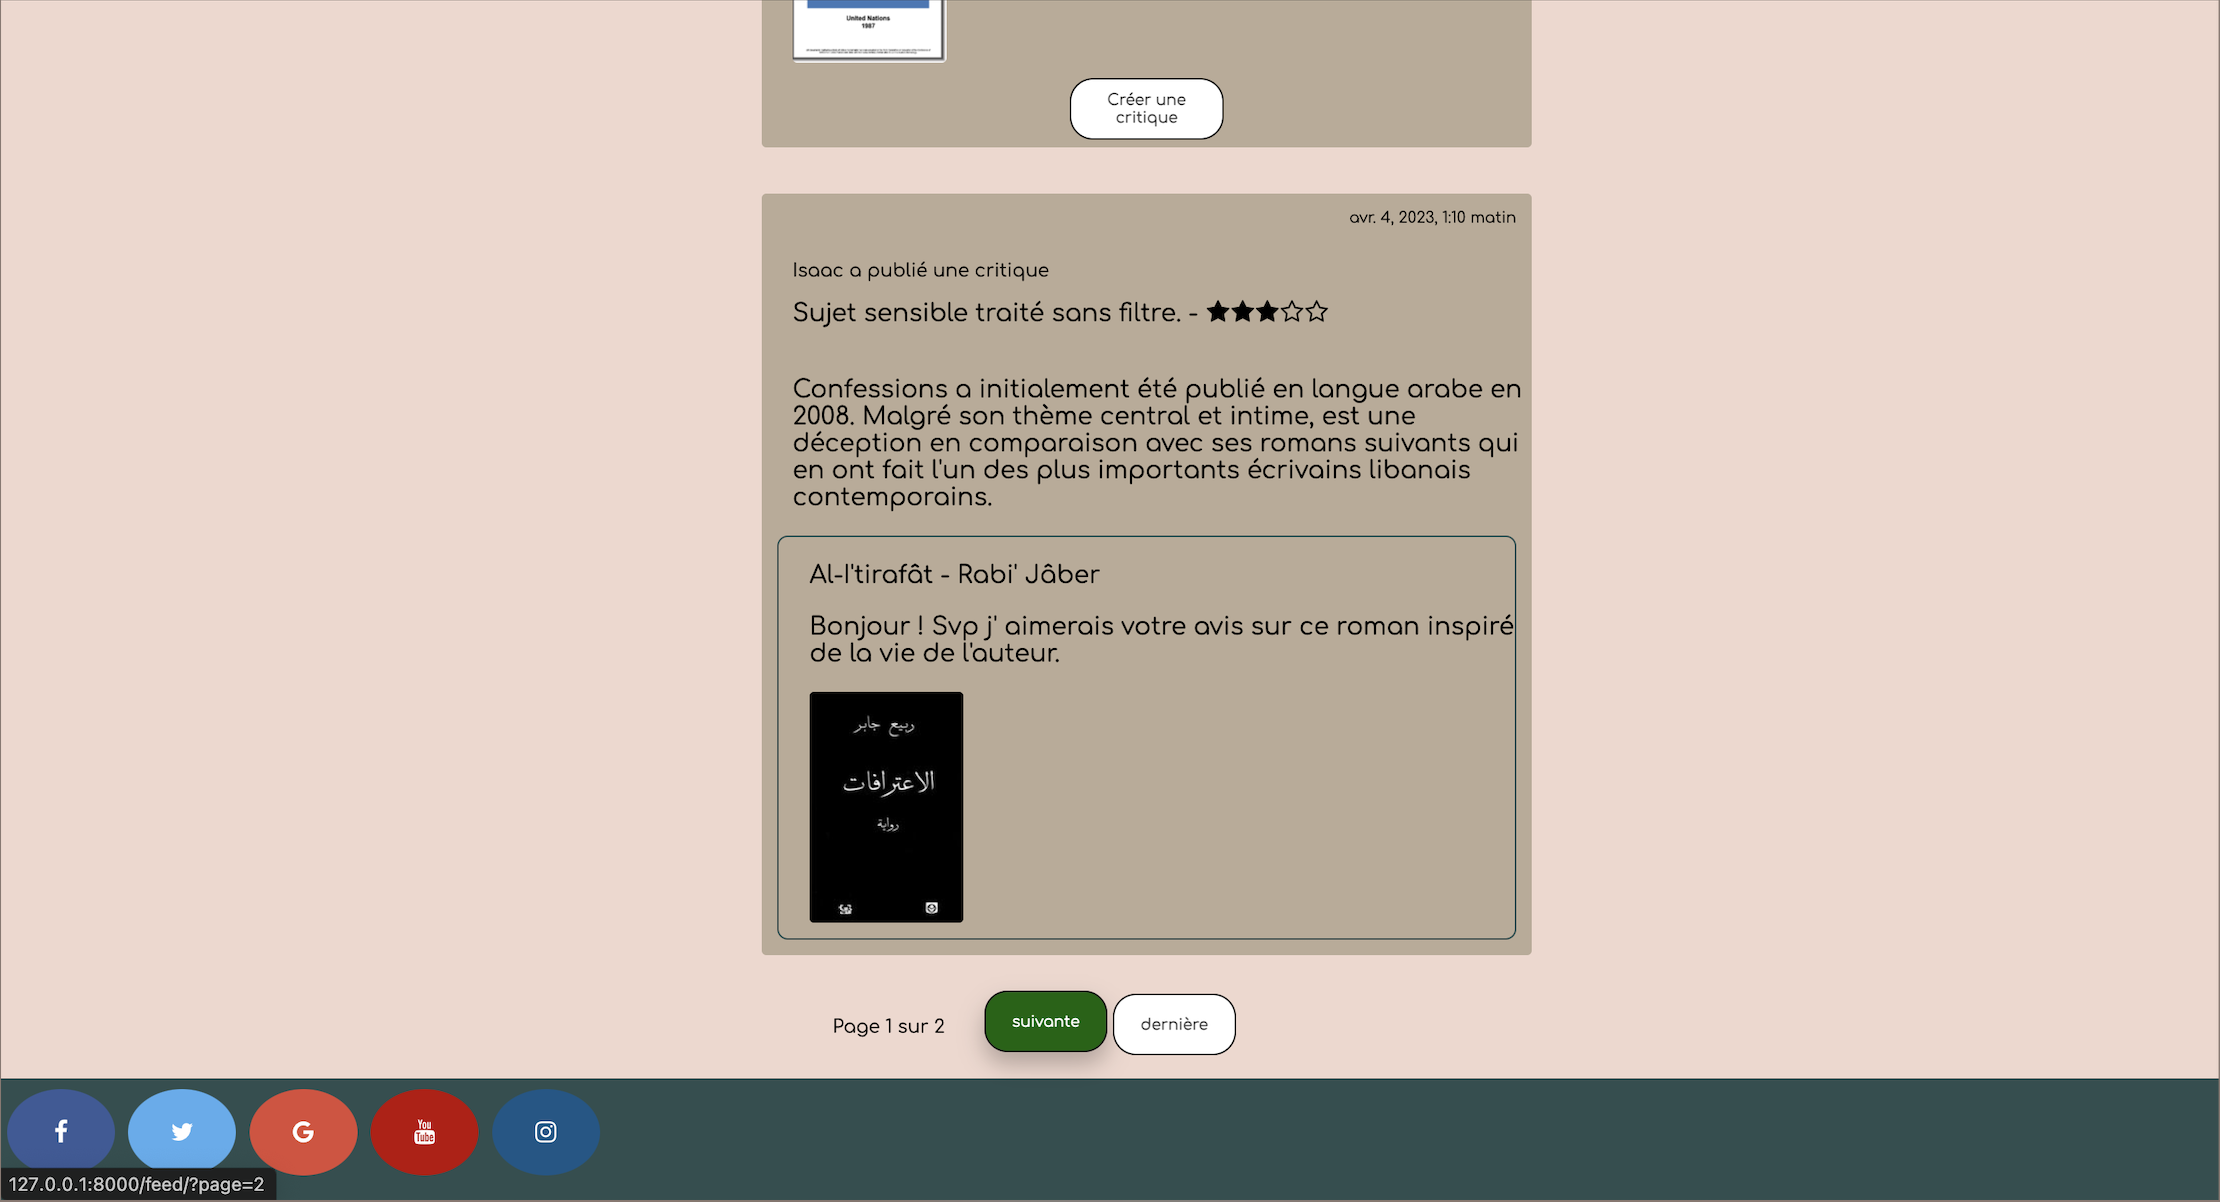 United Nations
1987
Créer une
critique
avr. 4, 2023, 1:10 matin
Isaac a publié une critique
Sujet sensible traité sans filtre. - ★★★☆☆
Confessions a initialement été publié en langue arabe en
2008. Malgré son thème central et intime, est une
déception en comparaison avec ses romans suivants qui
en ont fait l'un des plus importants écrivains libanais
contemporains.
Al-I'tirafât - Rabi' Jâber
Bonjour ! Svp j' aimerais votre avis sur ce roman inspiré
de la vie de l'auteur.
ربيع جابر
الاعترافات
رواية
Page 1 sur 2
suivante
dernière
You
Tube
127.0.0.1:8000/feed/?page=2